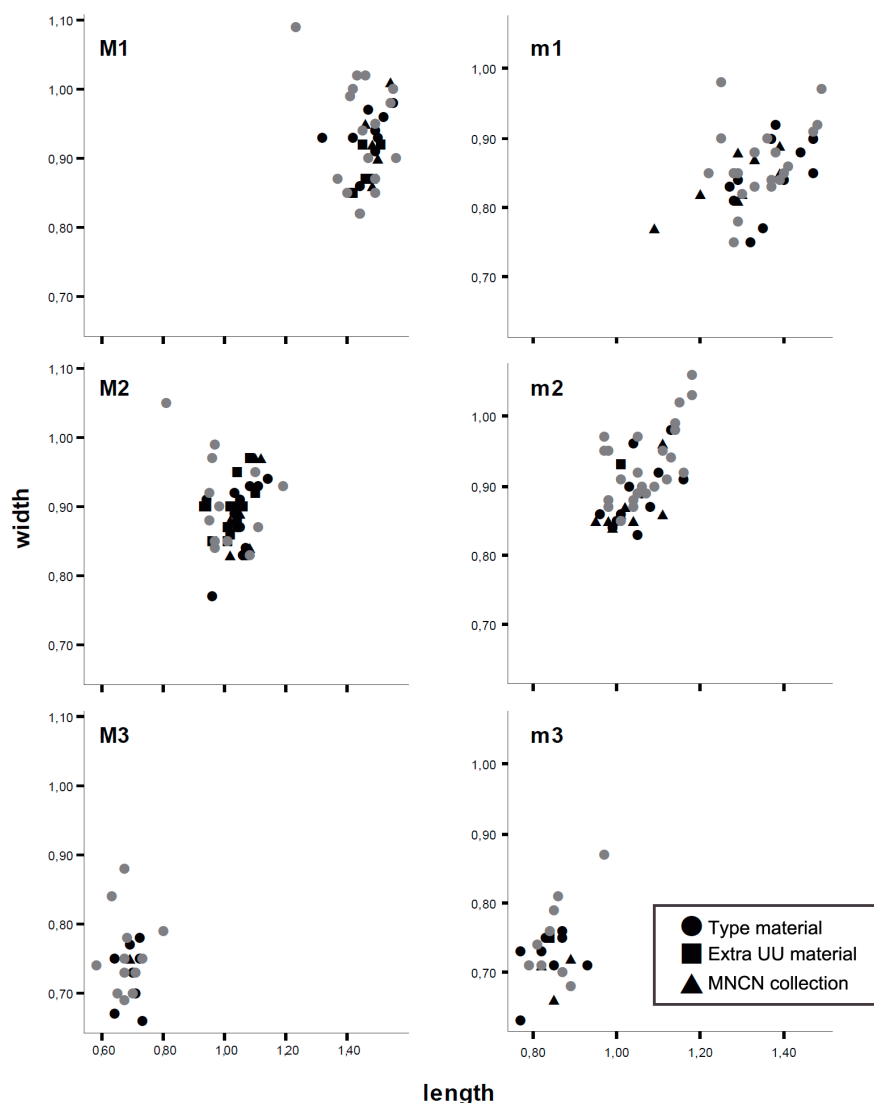 1,10
M1
1,00
0,90
0,80
0,70
m1
1,00
0,90
0,80
0,70
1,10
M2
1,00
0,90
0,80
0,70
m2
1,00
0,90
0,80
0,70
width
1,10
M3
1,00
0,90
0,80
0,70
0,60 0,80 1,00 1,20 1,40
m3
1,00
0,90
0,80
0,70
0,80 1,00 1,20 1,40
Type material
Extra UU material
MNCN collection
length